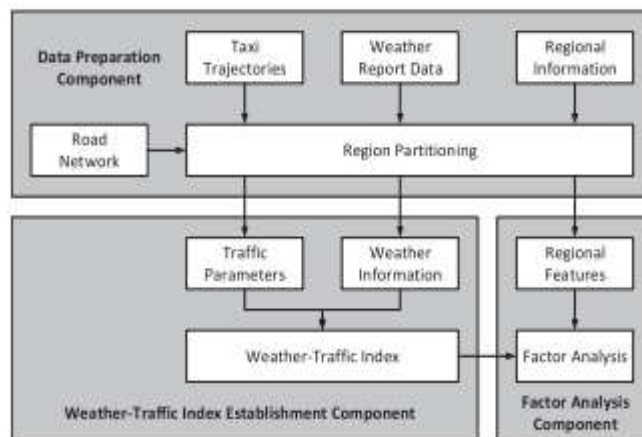 Data Preparation
Component
Taxi
Trajectories
Weather
Report Data
Regional
Information
Road
Network
Region Partitioning
Traffic
Parameters
Weather
Information
Regional
Features
Weather-Traffic Index
Factor Analysis
Weather-Traffic Index Establishment Component
Factor Analysis
Component